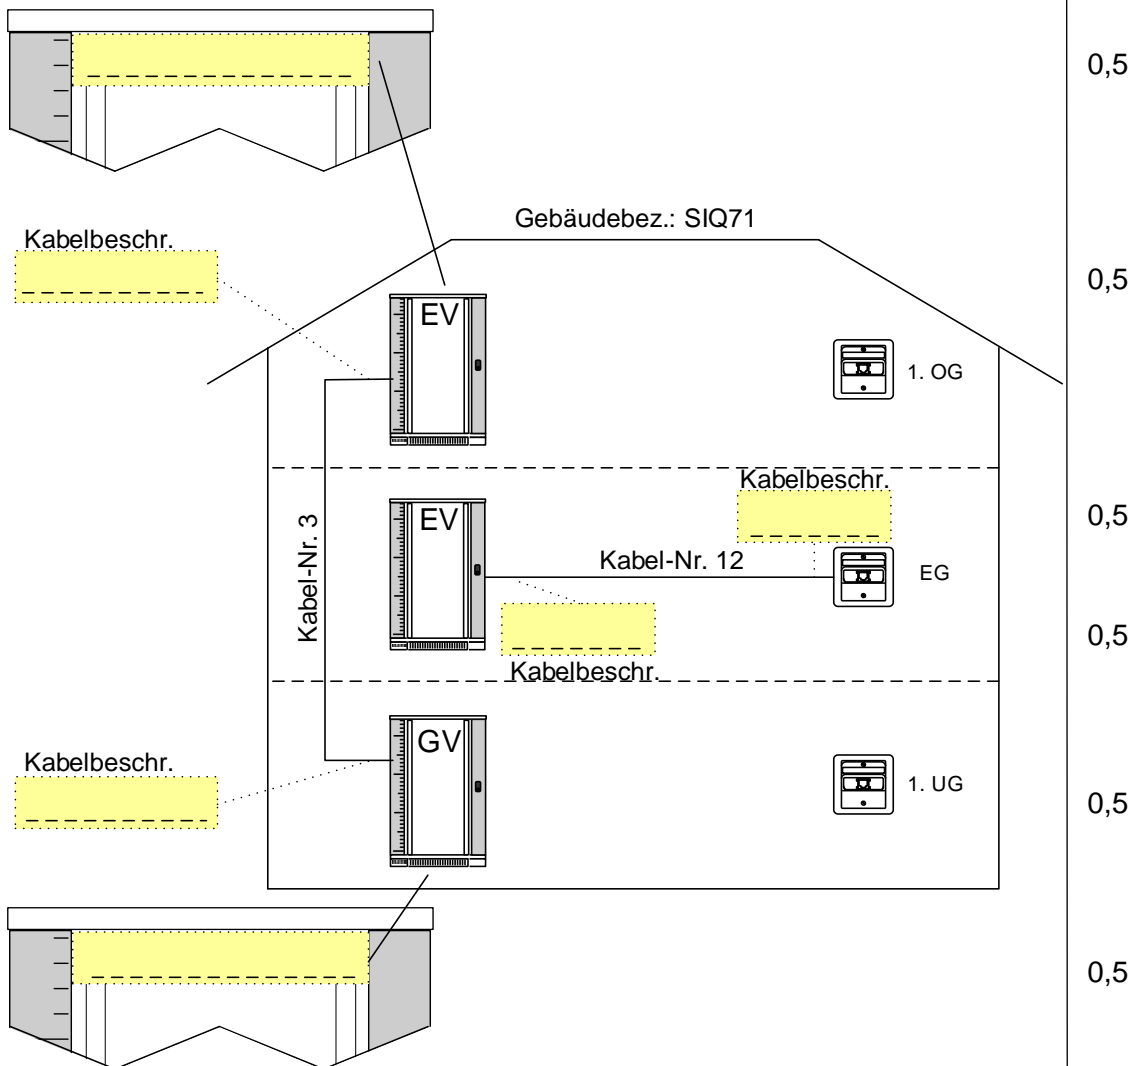 0,5
Gebäudebez.: SIQ71
Kabelbeschr.
0,5
EV
1. OG
Kabelbeschr.
0,5
EV
Kabel-Nr. 3
Kabel-Nr. 12
EG
0,5
Kabelbeschr.
GV
Kabelbeschr.
1. UG
0,5
0,5